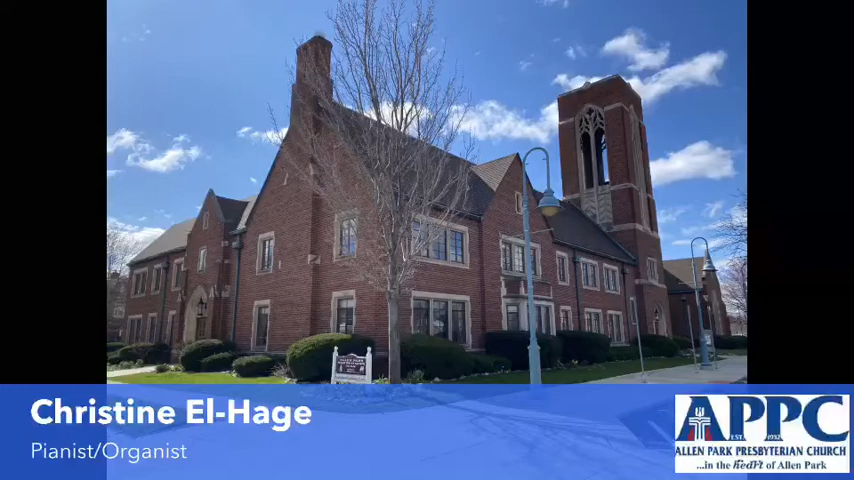 Christine El-Hage
Pianist/Organist
APPC
EST. 1932
ALLEN PARK PRESBYTERIAN CHURCH
...in the heart of Allen Park